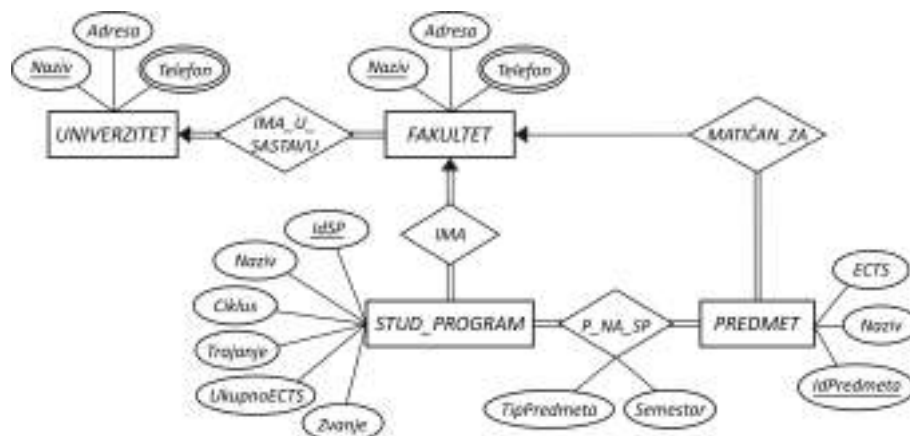 Adresa
Adresa
Naziv
Telefon
Naziv
Telefon
UNIVERZITET
IMA_U_
SASTAVU
FAKULTET
MATIČAN_ZA
IdSP
IMA
Naziv
ECTS
Ciklus
STUD_PROGRAM
P_NA_SP
PREDMET
Naziv
Trajanje
UkupnoECTS
TipPredmeta
Semestar
IdPredmeta
Zvanje